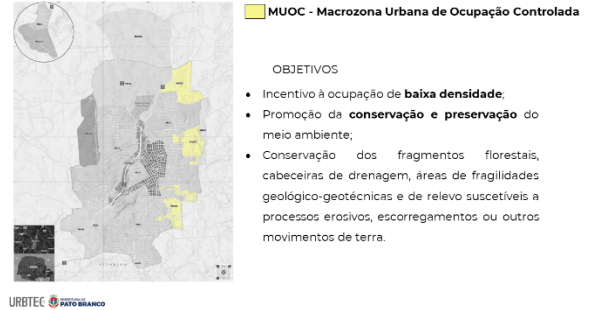 MUOC - Macrozona Urbana de Ocupação Controlada
OBJETIVOS
• Incentivo à ocupação de baixa densidade;
• Promoção da conservação e preservação do
meio ambiente;
• Conservação dos fragmentos florestais,
cabeceiras de drenagem, áreas de fragilidades
geológico-geotécnicas e de relevo suscetíveis a
processos erosivos, escorregamentos ou outros
movimentos de terra.
URBTEC
PREFEITURA DE
PATO BRANCO